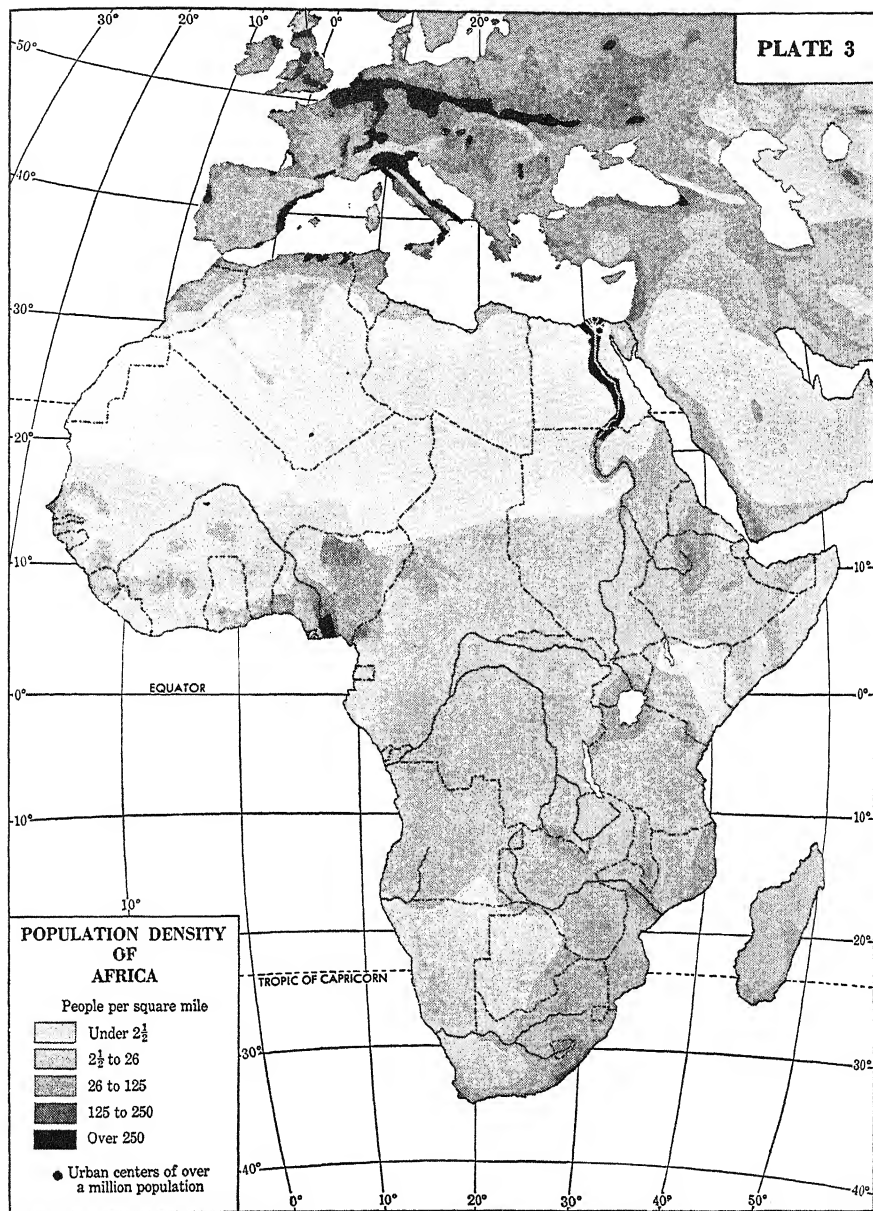 30° 20° 10° 0° 20°
PLATE 3
50°
40°
30°
20°
10° 10°
EQUATOR
0° 0°
10° 10°
10°
POPULATION DENSITY
OF
AFRICA
People per square mile
Under 2½
2½ to 26
26 to 125
125 to 250
Over 250
Urban centers of over
a million population
20°
TROPIC OF CAPRICORN
30° 30°
40° 40°
0° 10° 20° 30° 40° 50°